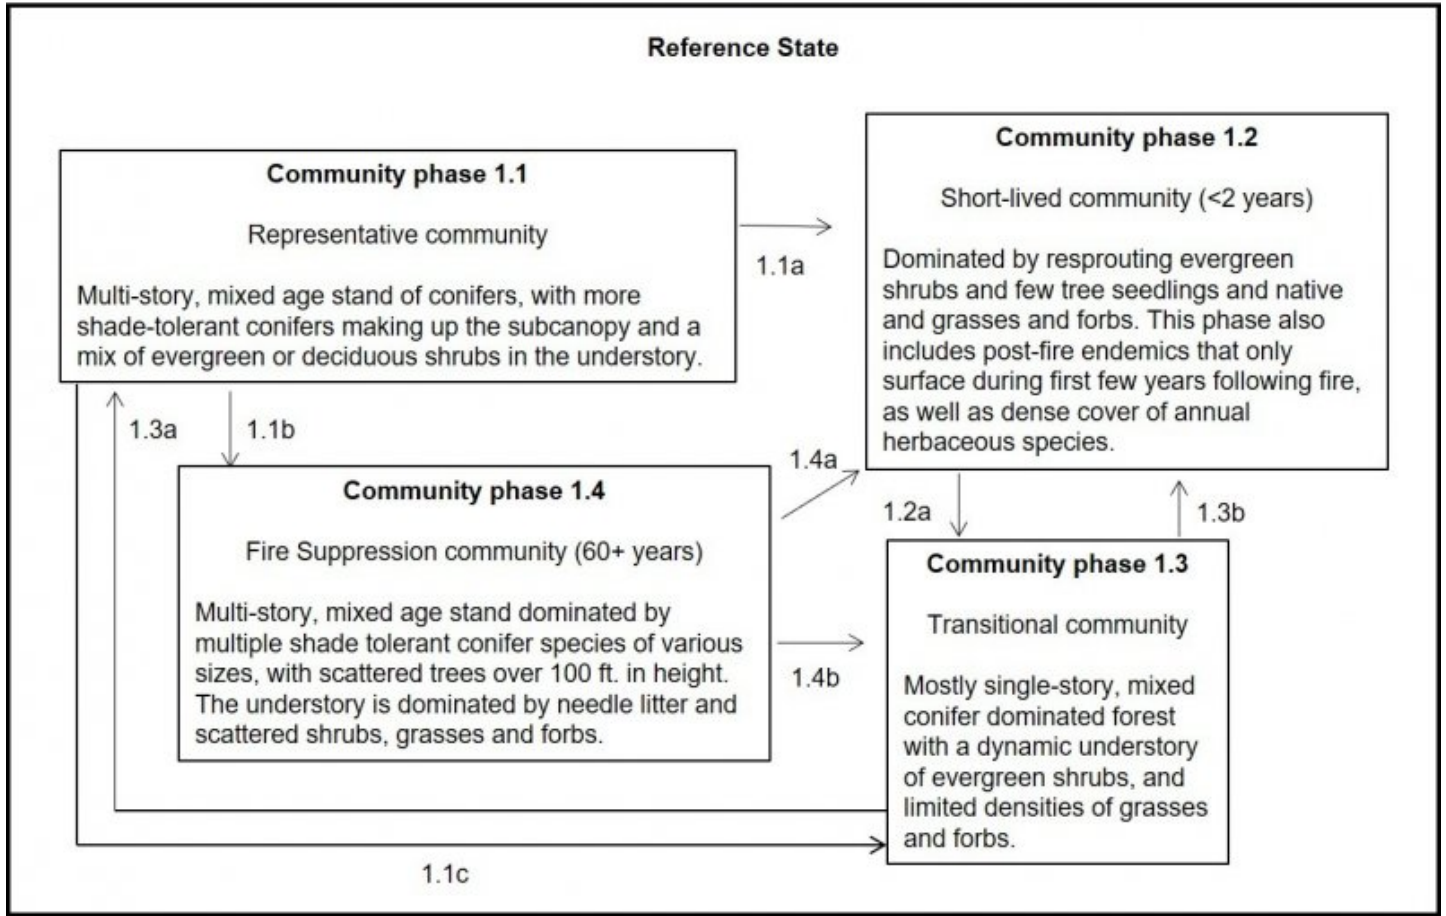 Reference State
Community phase 1.1
Representative community
Multi-story, mixed age stand of conifers, with more
shade-tolerant conifers making up the subcanopy and a
mix of evergreen or deciduous shrubs in the understory.
1.1a
Community phase 1.2
Short-lived community (<2 years)
Dominated by resprouting evergreen
shrubs and few tree seedlings and native
and grasses and forbs. This phase also
includes post-fire endemics that only
surface during first few years following fire,
as well as dense cover of annual
herbaceous species.
1.3a
1.1b
Community phase 1.4
Fire Suppression community (60+ years)
Multi-story, mixed age stand dominated by
multiple shade tolerant conifer species of various
sizes, with scattered trees over 100 ft. in height.
The understory is dominated by needle litter and
scattered shrubs, grasses and forbs.
1.4a
1.2a
1.3b
1.4b
Community phase 1.3
Transitional community
Mostly single-story, mixed
conifer dominated forest
with a dynamic understory
of evergreen shrubs, and
limited densities of grasses
and forbs.
1.1c